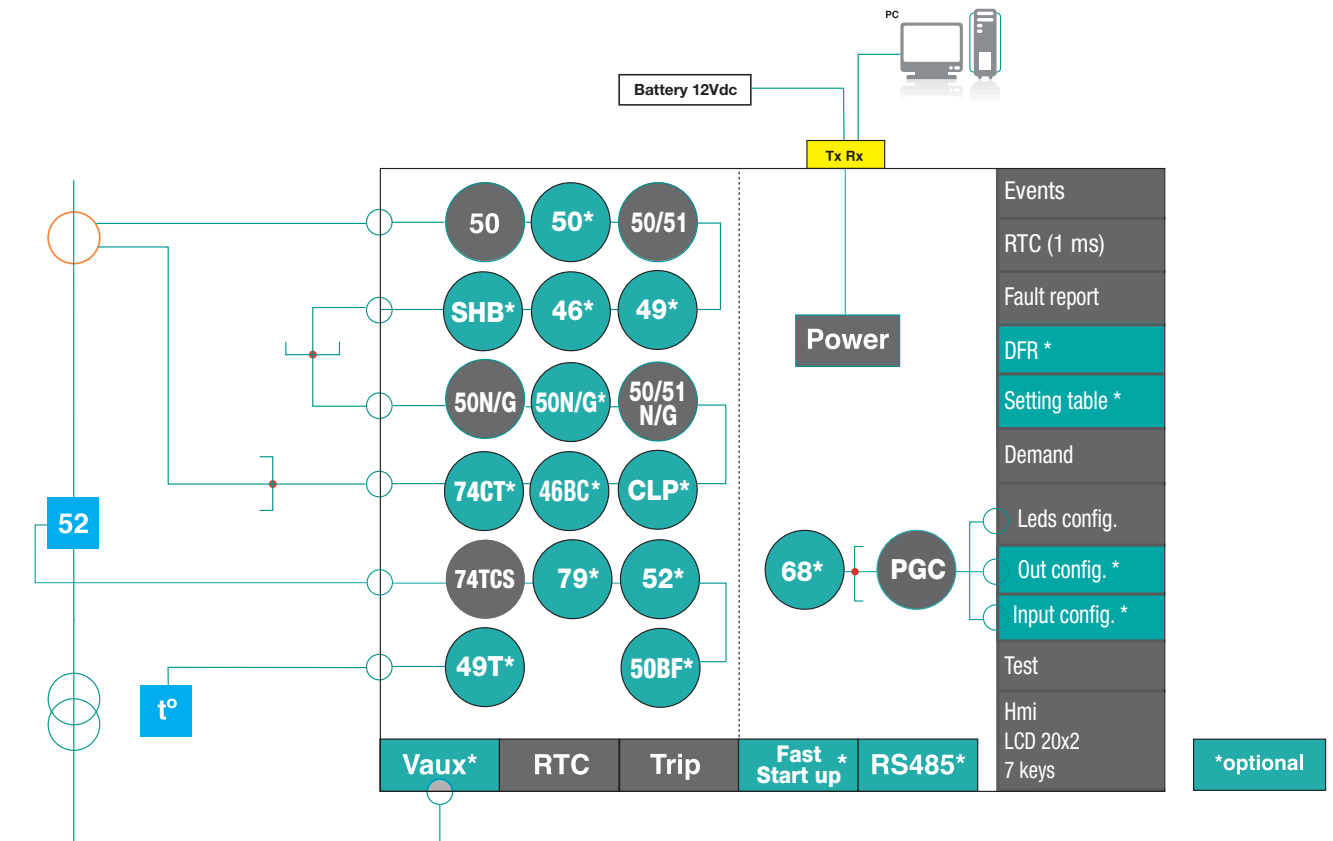 PC
Battery 12Vdc
Tx Rx
50
50*
50/51
SHB*
46*
49*
50N/G
50N/G*
50/51
N/G
74CT*
46BC*
CLP*
74TCS
79*
52*
49T*
50BF*
52
tº
Power
68*
PGC
Events
RTC (1 ms)
Fault report
DFR *
Setting table *
Demand
Leds config.
Out config. *
Input config. *
Test
Hmi
LCD 20x2
7 keys
Vaux*
RTC
Trip
Fast *
Start up
RS485*
*optional